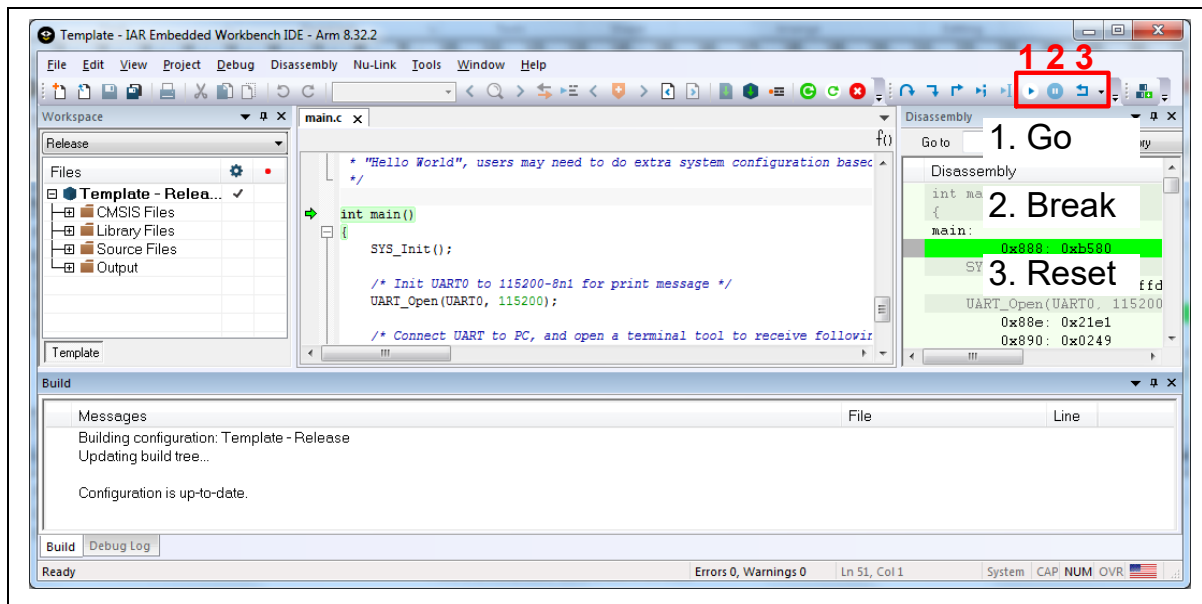 Template - IAR Embedded Workbench IDE - Arm 8.32.2
File Edit View Project Debug Disassembly Nu-Link Tools Window Help
1 2 3
Workspace
Release
Files
Template - Relea...
CMSIS Files
Library Files
Source Files
Output
Template
main.c
f()
* "Hello World", users may need to do extra system configuration based
*/
int main()
{
SYS_Init();
/* Init UART0 to 115200-8n1 for print message */
UART_Open(UART0, 115200);
/* Connect UART to PC, and open a terminal tool to receive followin
Disassembly
Go to
1. Go
Disassembly
int
{
2. Break
main:
0x888: 0xb580
3. Reset
UART_Open(UART0, 115200
0x88e: 0x21e1
0x890: 0x0249
Build
Messages File Line
Building configuration: Template - Release
Updating build tree...
Configuration is up-to-date.
Build Debug Log
Ready Errors 0, Warnings 0 Ln 51, Col 1 System CAP NUM OVR